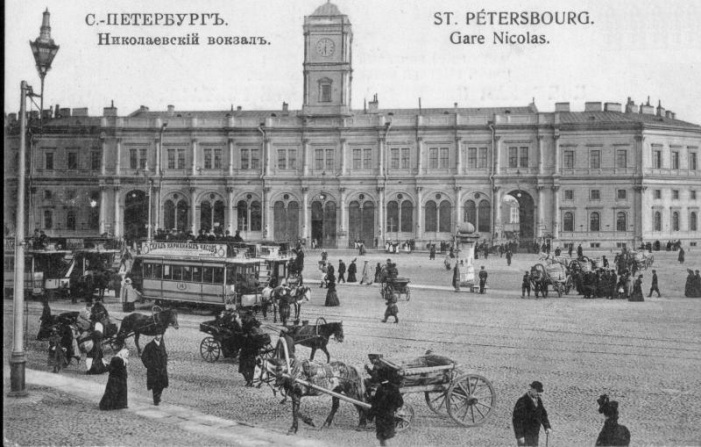 С.-ПЕТЕРБУРГЪ.
Николаевскій вокзалъ.
ST. PÉTERSBOURG.
Gare Nicolas.